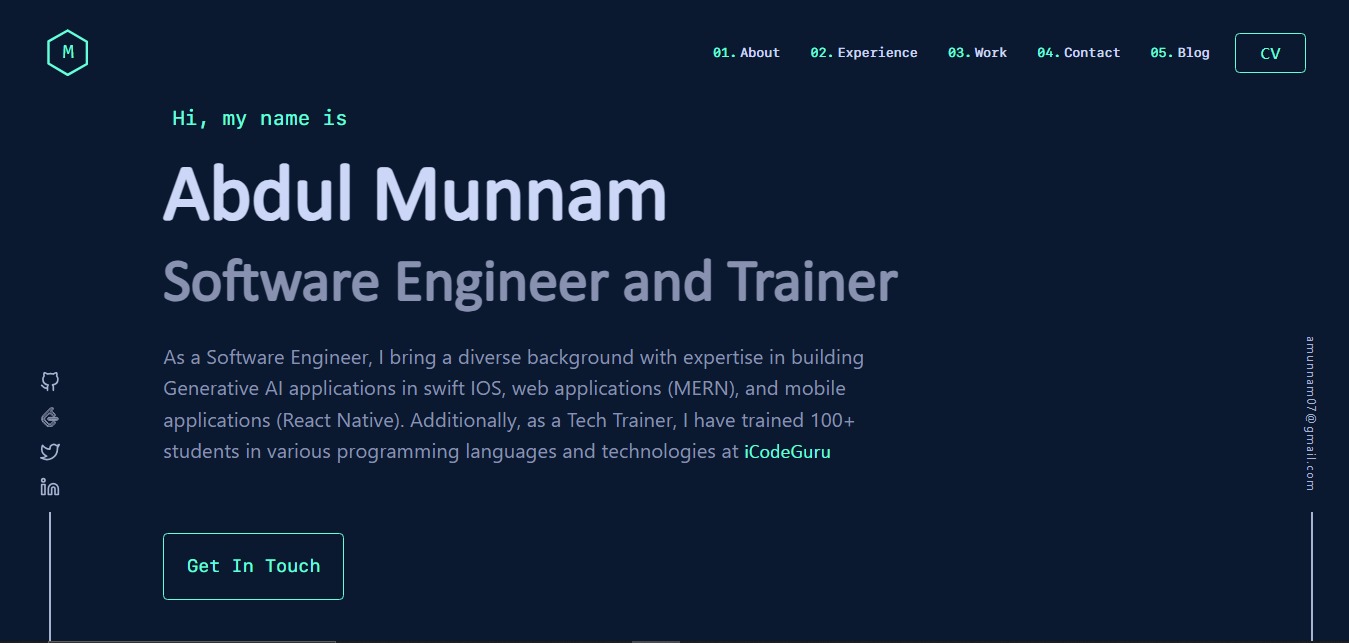 M
01. About 02. Experience 03. Work 04. Contact 05. Blog CV
Hi, my name is
Abdul Munnam
Software Engineer and Trainer
As a Software Engineer, I bring a diverse background with expertise in building
Generative AI applications in swift IOS, web applications (MERN), and mobile
applications (React Native). Additionally, as a Tech Trainer, I have trained 100+
students in various programming languages and technologies at iCodeGuru
Get In Touch
amunnam07@gmail.com